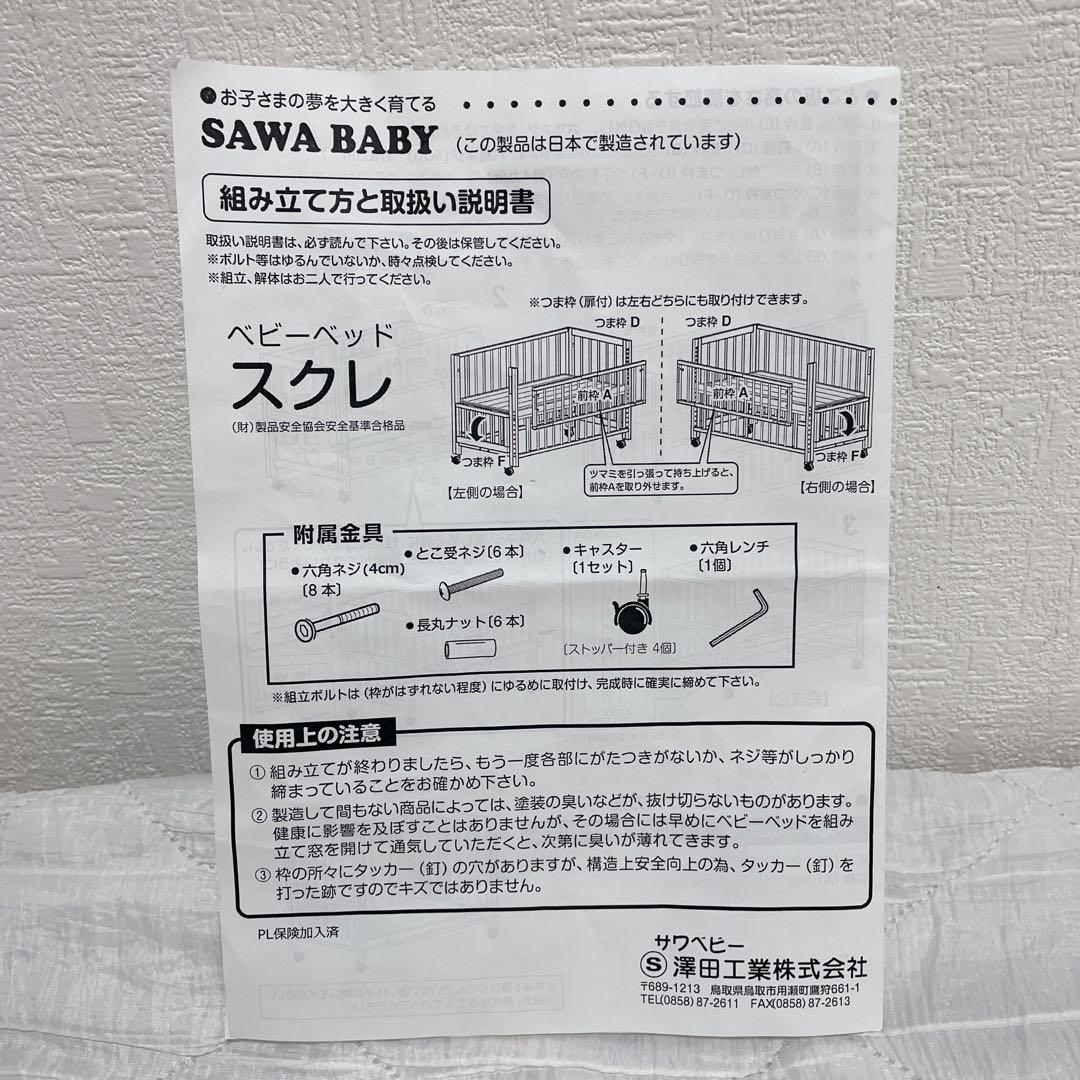 ●お子さまの夢を大きく育てる
SAWA BABY (この製品は日本で製造されています)
組み立て方と取扱い説明書
取扱い説明書は、必ず読んで下さい。その後は保管してください。
※ボルト等はゆるんでいないか、時々点検してください。
※組立、解体はお二人で行ってください。
※つま枠(扉付)は左右どちらにも取り付けできます。
ベビーベッド
スクレ
(財)製品安全協会安全基準合格品
つま枠 D
つま枠 D
前枠 A
前枠 A
つま枠 F
つま枠 F
ツマミを引っ張って持ち上げると、
前枠Aを取り外せます。
【左側の場合】
【右側の場合】
附属金具
●六角ネジ(4cm)
〔8本〕
●とこ受ネジ〔6本〕
●長丸ナット〔6本〕
●キャスター
〔1セット〕
〔ストッパー付き 4個〕
●六角レンチ
〔1個〕
※組立ボルトは(枠がはずれない程度)にゆるめに取付け、完成時に確実に締めて下さい。
使用上の注意
① 組み立てが終わりましたら、もう一度各部にがたつきがないか、ネジ等がしっかり
締まっていることをお確かめ下さい。
② 製造して間もない商品によっては、塗装の臭いなどが、抜け切らないものがあります。
健康に影響を及ぼすことはありませんが、その場合には早めにベビーベッドを組み
立て窓を開けて通気していただくと、次第に臭いが薄れてきます。
③ 枠の所々にタッカー(釘)の穴がありますが、構造上安全向上の為、タッカー(釘)を
打った跡ですのでキズではありません。
PL保険加入済
サワベビー
Ⓢ 澤田工業株式会社
〒689-1213 鳥取県鳥取市用瀬町鷹狩661-1
TEL(0858)87-2611 FAX(0858)87-2613